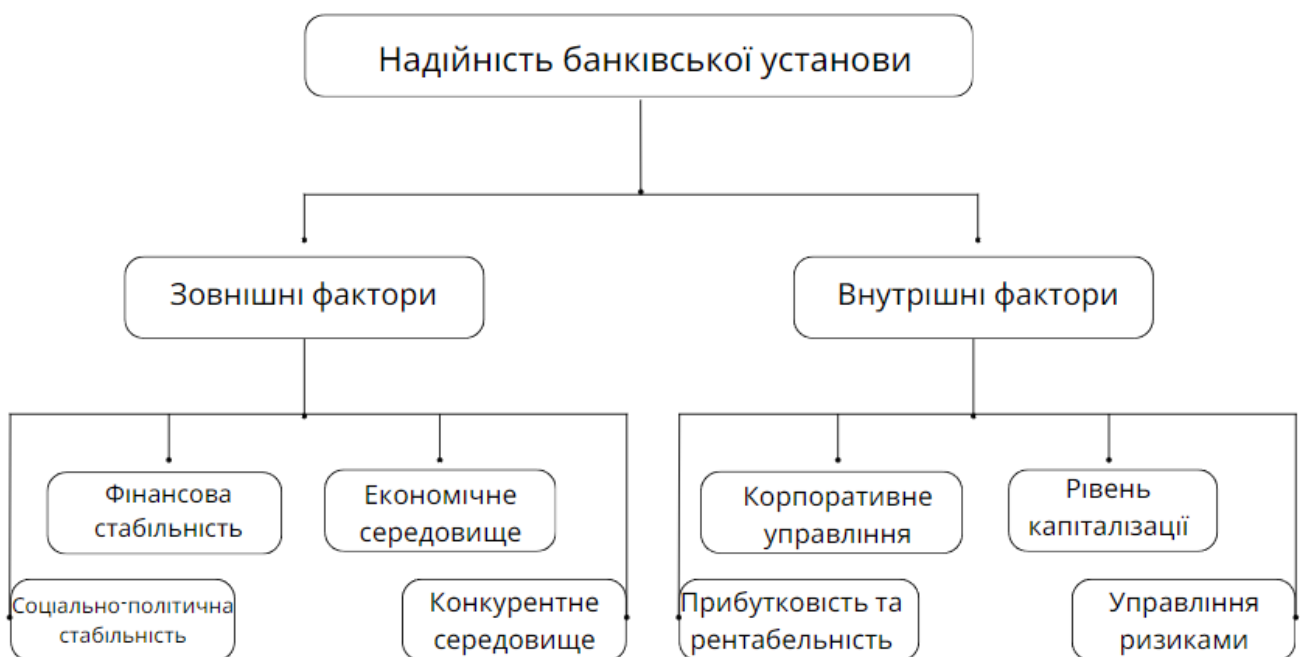 Надійність банківської установи
Зовнішні фактори
Внутрішні фактори
Фінансова
стабільність
Економічне
середовище
Корпоративне
управління
Рівень
капіталізації
Соціально-політична
стабільність
Конкурентне
середовище
Прибутковість та
рентабельність
Управління
ризиками